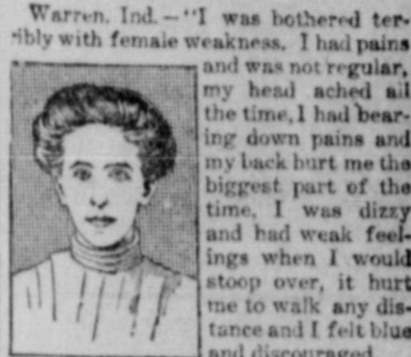 Warren, Ind.—"I was bothered ter-
ribly with female weakness. I had pains
and was not regular,
my head ached all
the time, I had bear-
ing down pains and
my back hurt me the
biggest part of the
time, I was dizzy
and had weak feel-
ings when I would
stoop over, it hurt
me to walk any dis-
tance and I felt blue
and discouraged